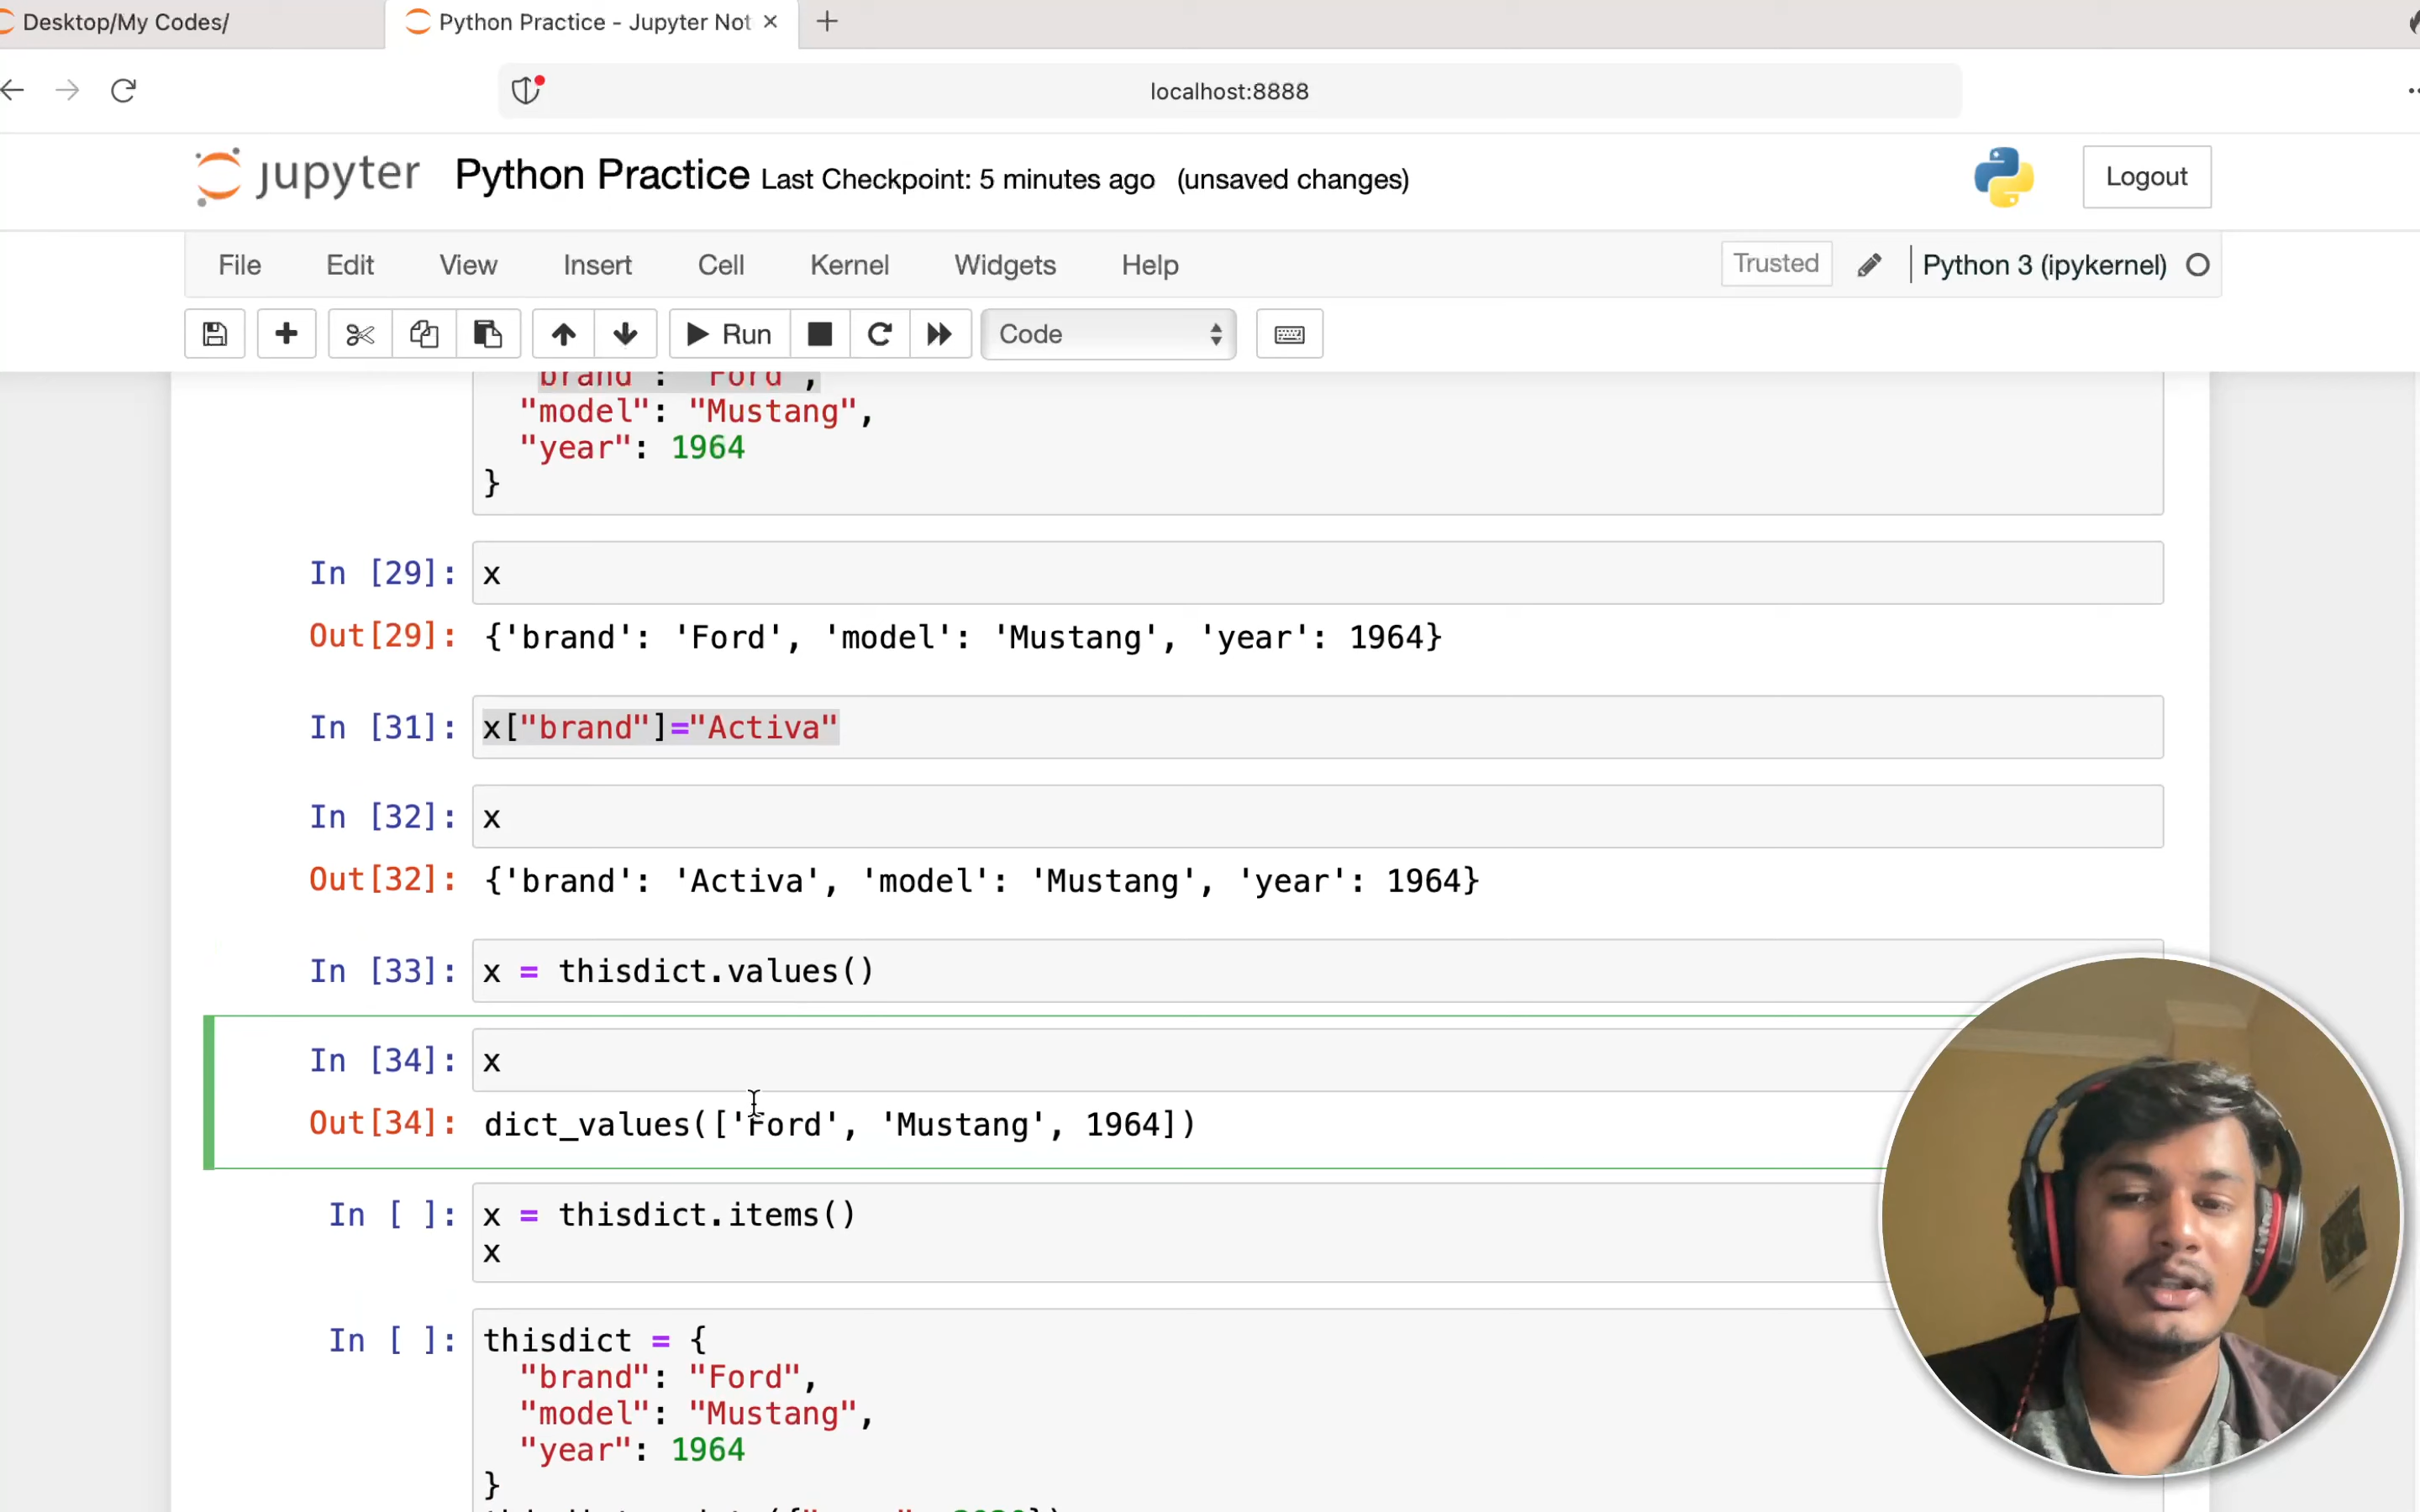 Desktop/My Codes/
Python Practice - Jupyter Not
localhost:8888
jupyter Python Practice Last Checkpoint: 5 minutes ago (unsaved changes)
Logout
File Edit View Insert Cell Kernel Widgets Help
Trusted
Python 3 (ipykernel)
Run
Code
"brand": "Ford",
"model": "Mustang",
"year": 1964
}
In [29]: x
Out[29]: {'brand': 'Ford', 'model': 'Mustang', 'year': 1964}
In [31]: x["brand"]="Activa"
In [32]: x
Out[32]: {'brand': 'Activa', 'model': 'Mustang', 'year': 1964}
In [33]: x = thisdict.values()
In [34]: x
Out[34]: dict_values(['Ford', 'Mustang', 1964])
In [ ]: x = thisdict.items()
x
In [ ]: thisdict = {
"brand": "Ford",
"model": "Mustang",
"year": 1964
}